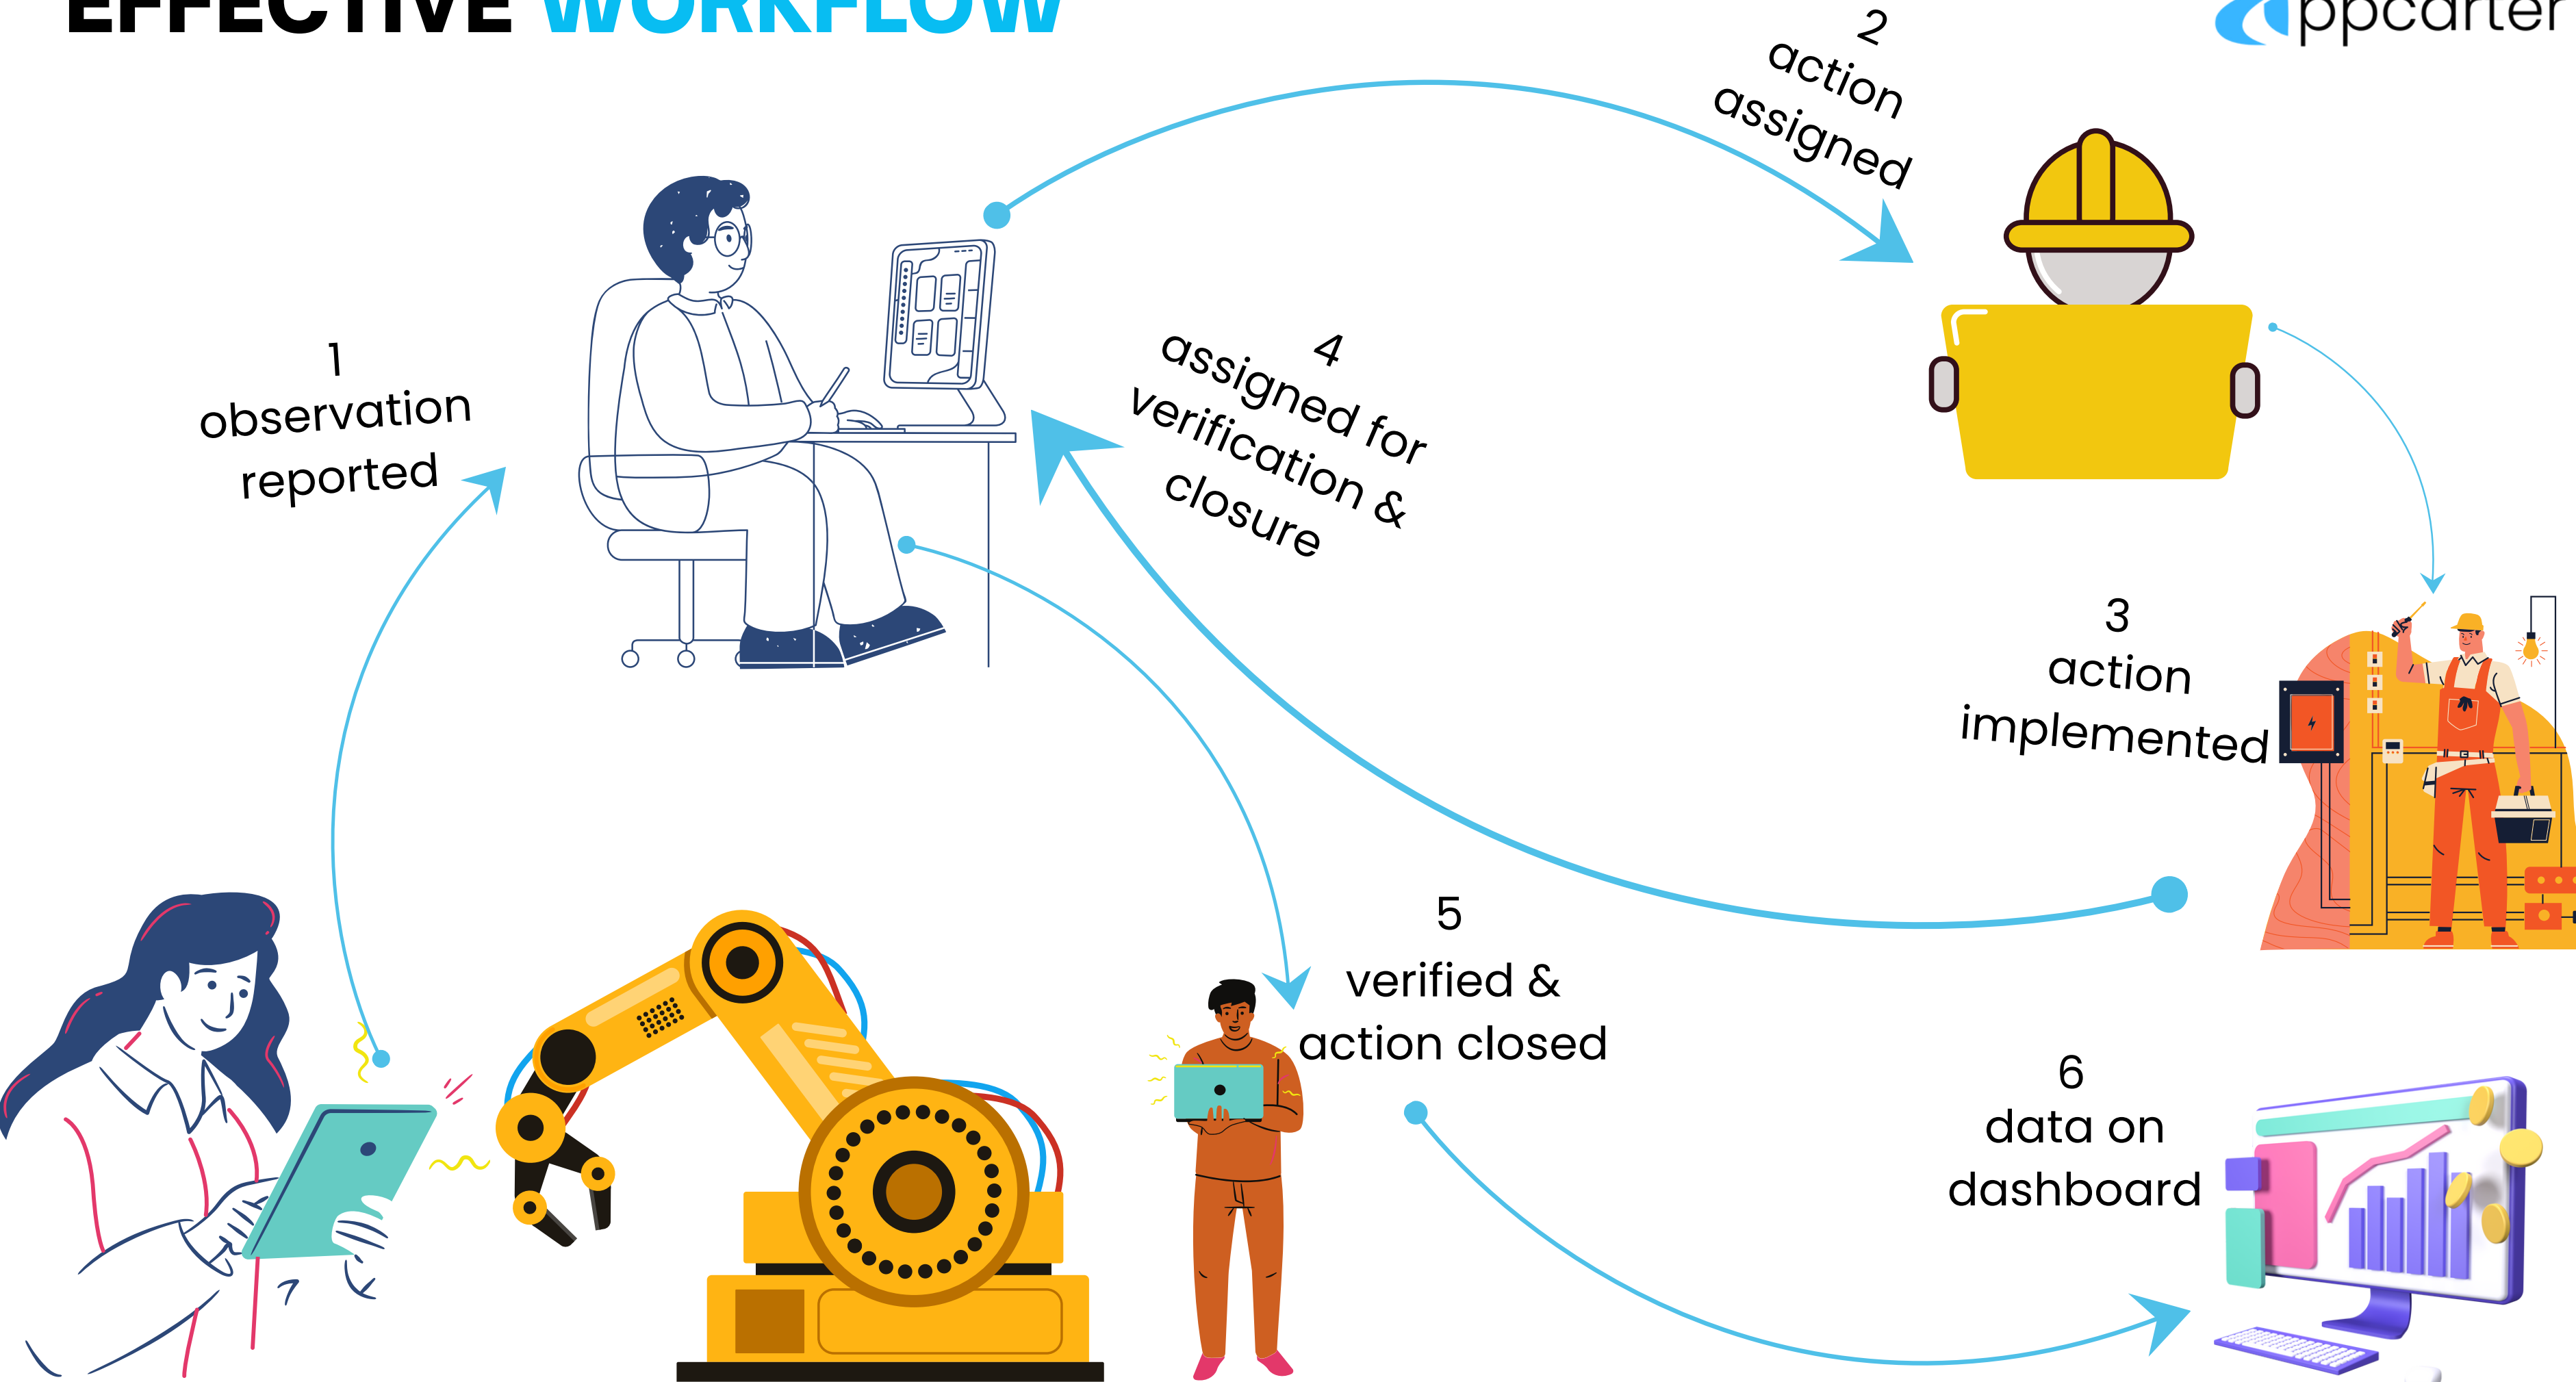 EFFECTIVE WORKFLOW
ppcarter
1
observation
reported
2
action
assigned
3
action
implemented
4
assigned for
verification &
closure
5
verified &
action closed
6
data on
dashboard